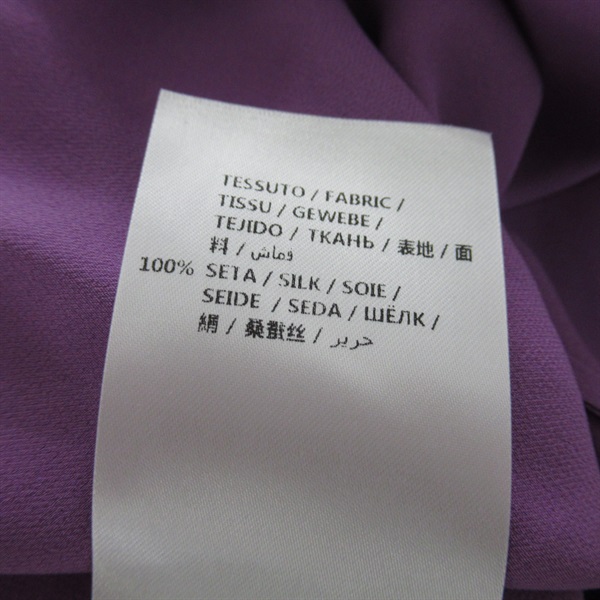 TESSUTO / FABRIC /
TISSU / GEWEBE /
TEJIDO / ТКАНЬ / 表地 / 面
料 / قماش
100% SETA / SILK / SOIE /
SEIDE / SEDA / ШЁЛК /
絹 / 桑蚕丝 / حرير